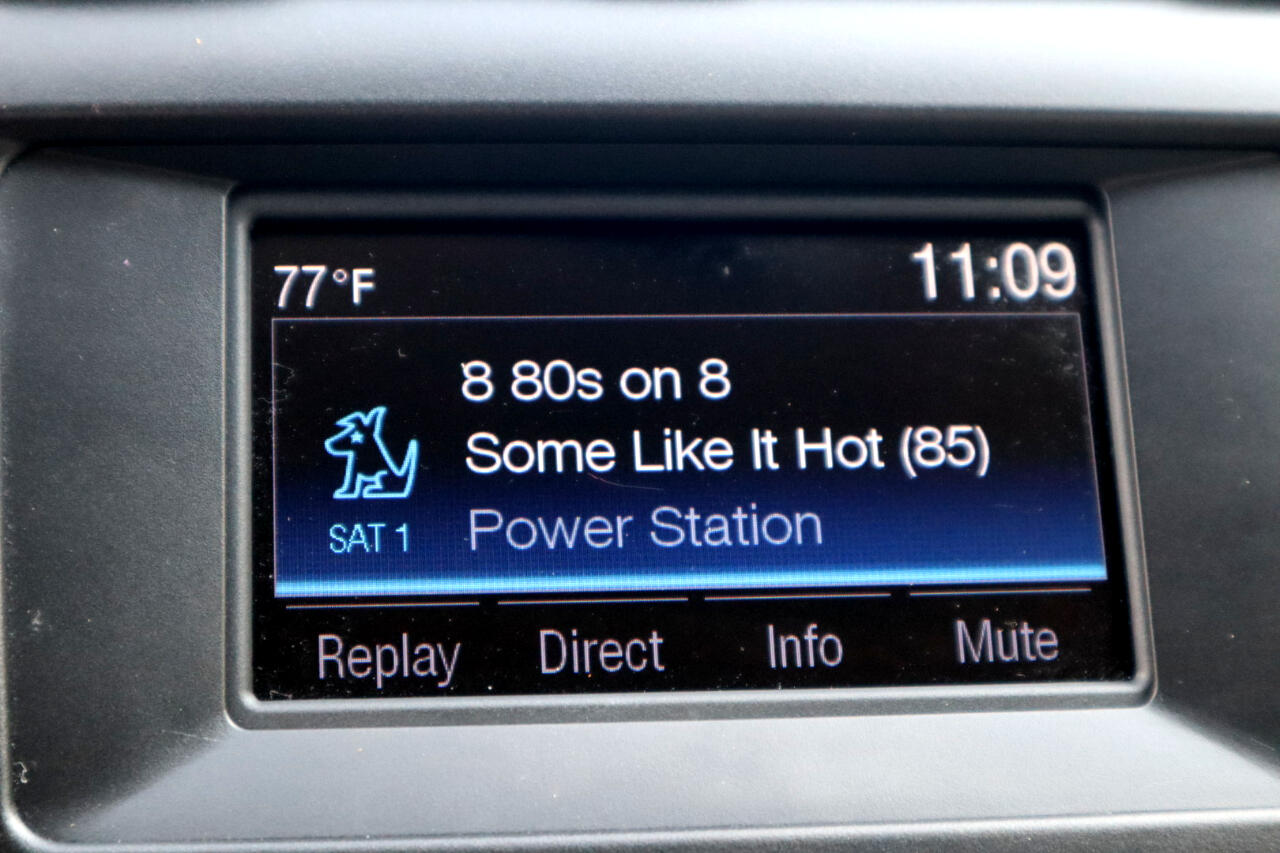 77°F 11:09
8 80s on 8
Some Like It Hot (85)
Power Station
SAT 1
Replay Direct Info Mute